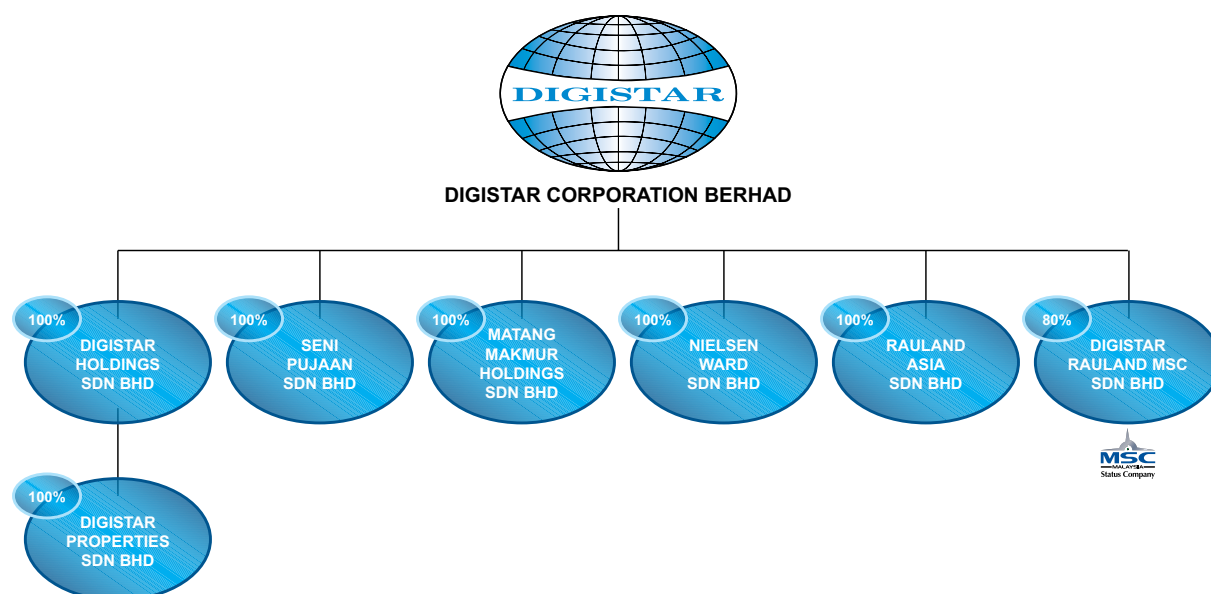 DIGISTAR
DIGISTAR CORPORATION BERHAD
100%
DIGISTAR
HOLDINGS
SDN BHD
100%
SENI
PUJAAN
SDN BHD
100%
MATANG
MAKMUR
HOLDINGS
SDN BHD
100%
NIELSEN
WARD
SDN BHD
100%
RAULAND
ASIA
SDN BHD
80%
DIGISTAR
RAULAND MSC
SDN BHD
MSC
MALAYSIA
Status Company
100%
DIGISTAR
PROPERTIES
SDN BHD